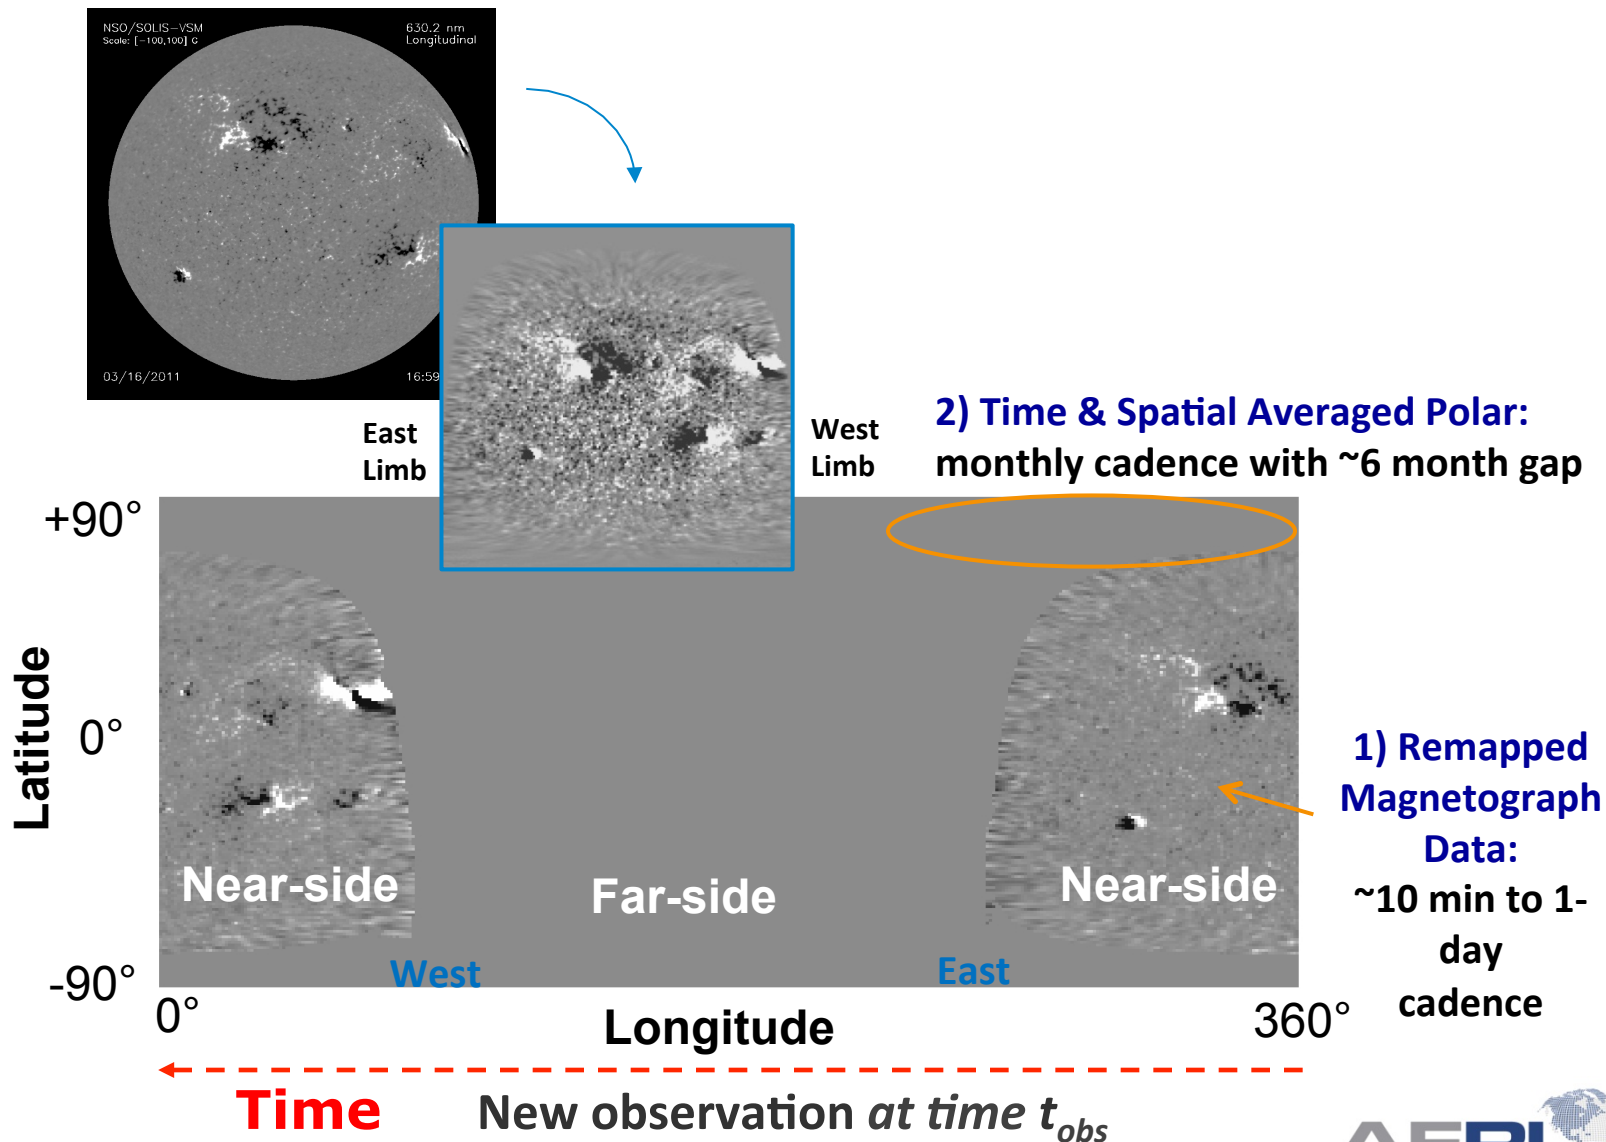 NSO/SOLIS-VSM
Scale: [-100,100] G
630.2 nm
Longitudinal
03/16/2011
16:59
East
Limb
West
Limb
2) Time & Spatial Averaged Polar:
monthly cadence with ~6 month gap
+90°
0°
-90°
Latitude
Near-side
Far-side
Near-side
West
East
1) Remapped
Magnetograph
Data:
~10 min to 1-
day
cadence
0°
Longitude
360°
Time
New observation at time tobs